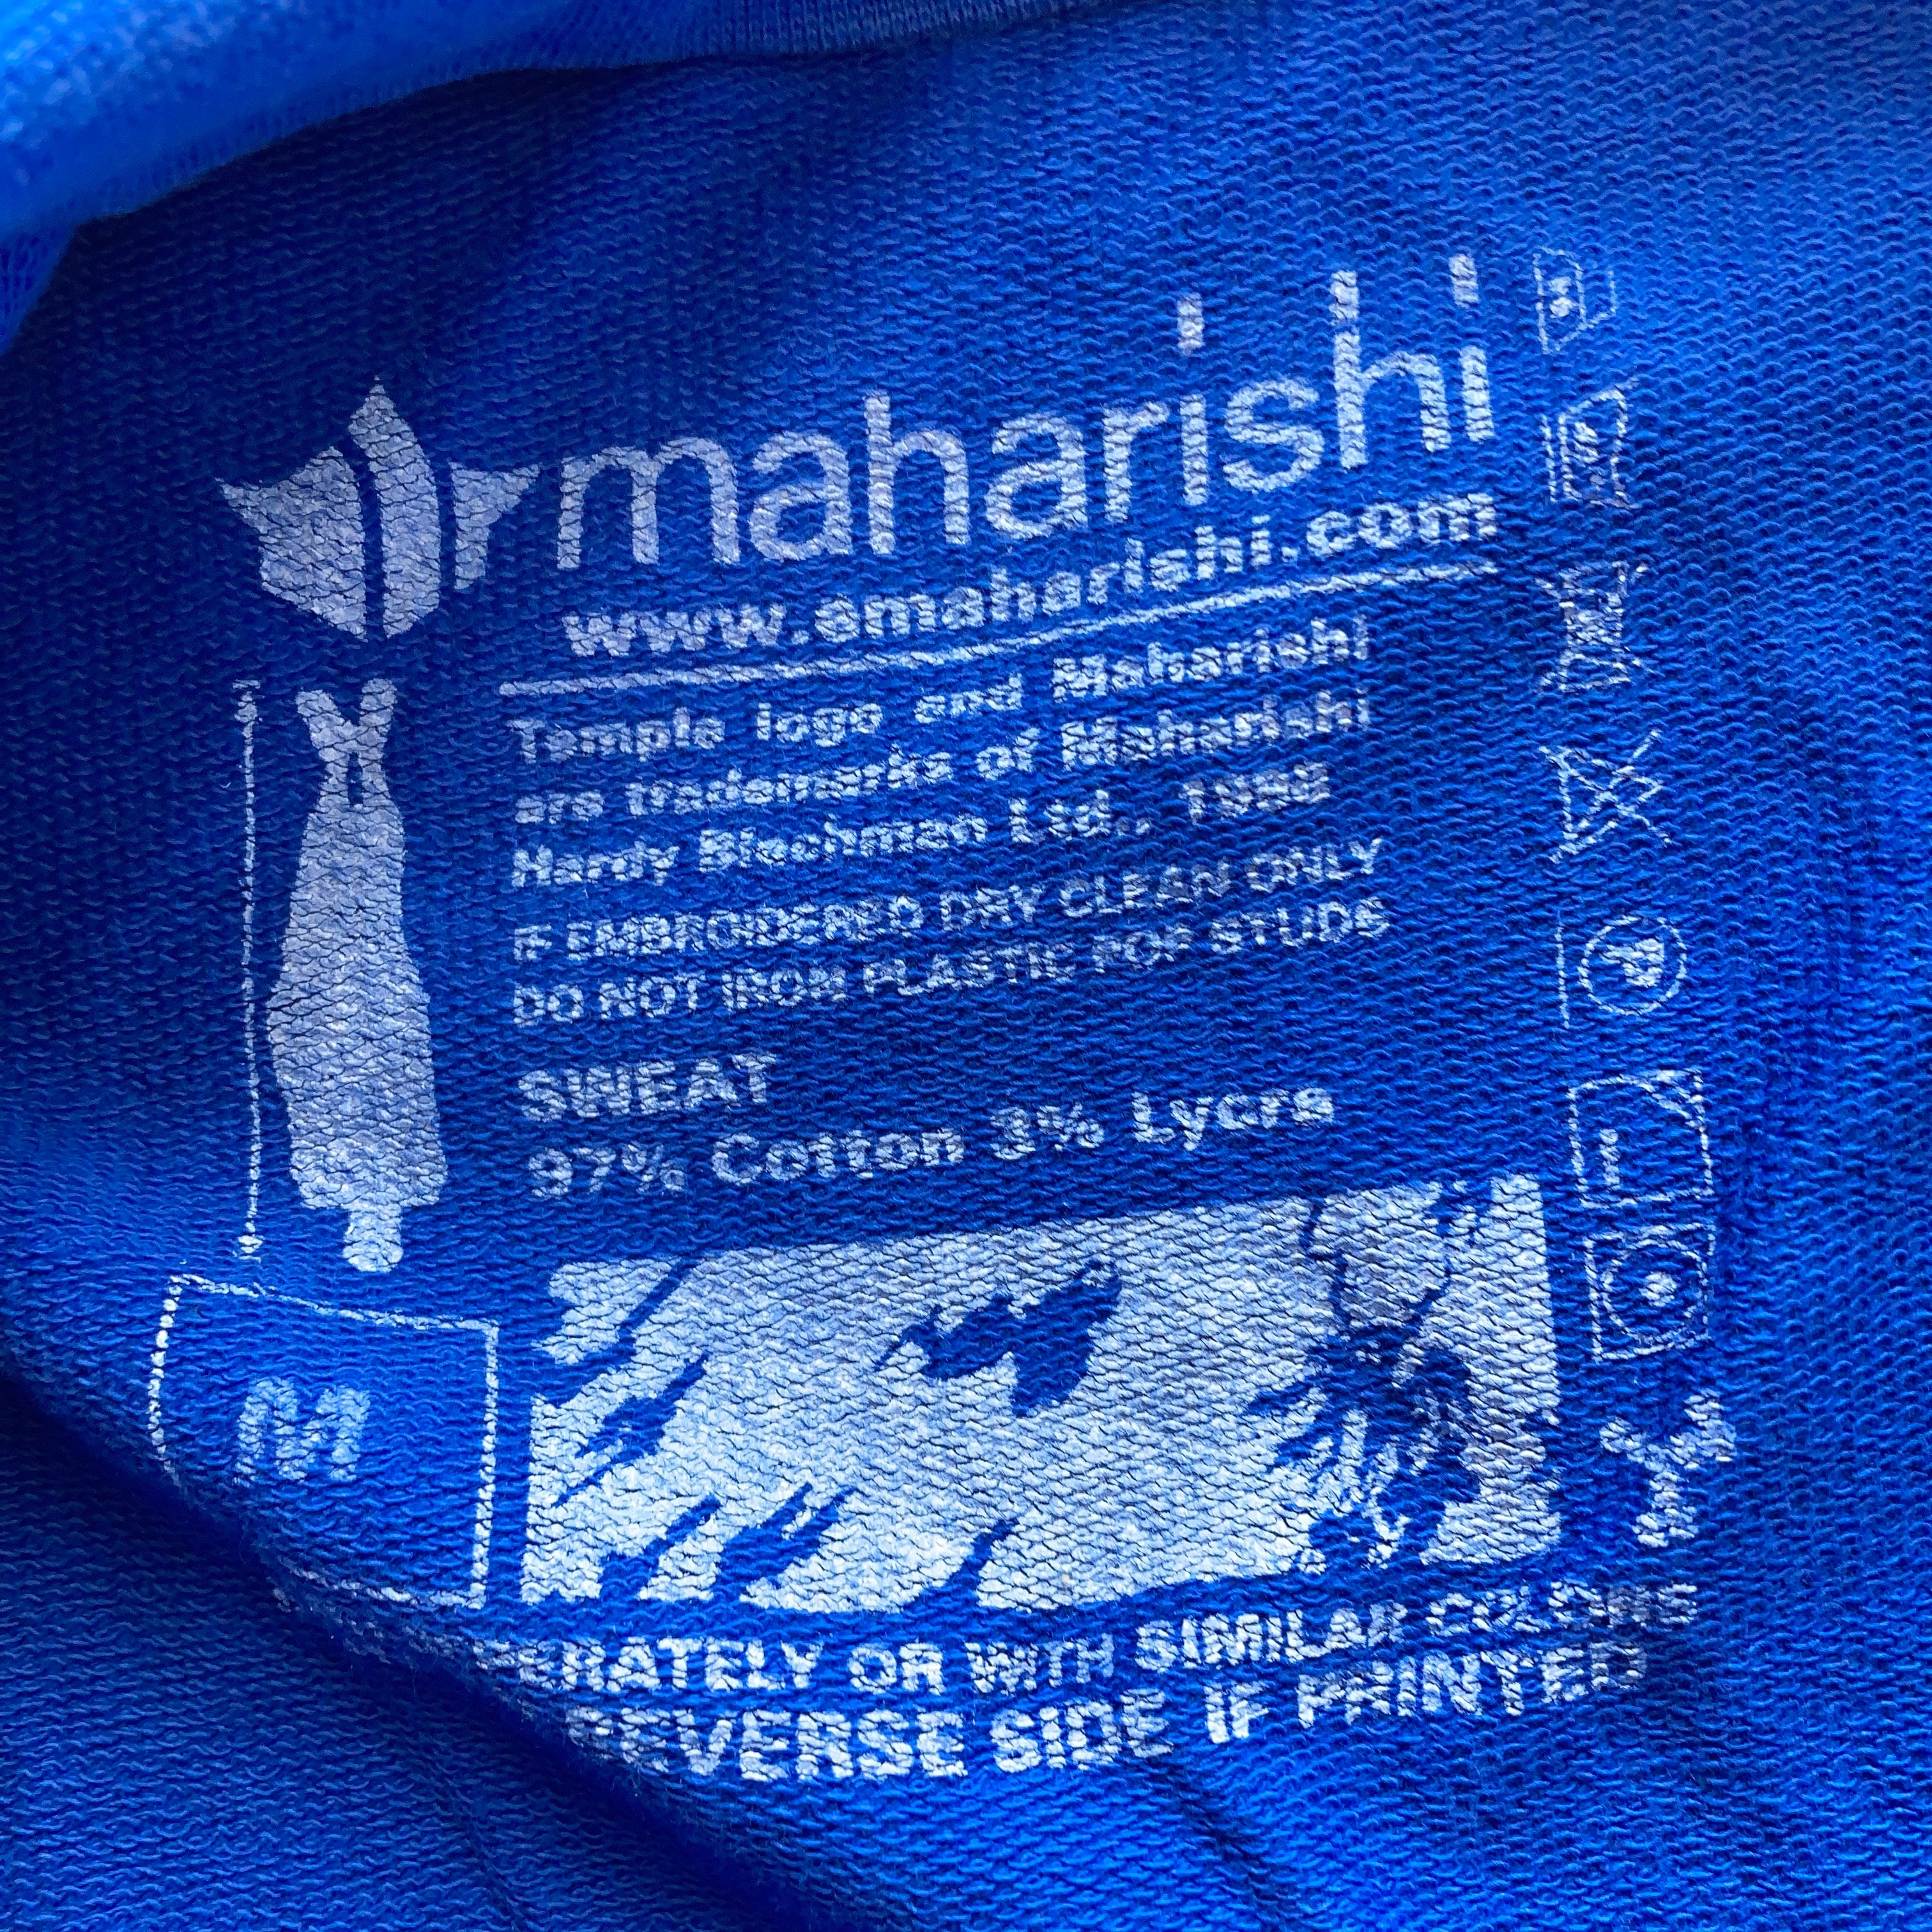 maharishi
www.emaharishi.com
Temple logo and Maharishi
are trademarks of Maharishi
Hardy Blechman Ltd.,
IF EMBROIDERED DRY CLEAN ONLY
DO NOT IRON PLASTIC POP STUDS
SWEAT
97% Cotton 3% Lycra
M
ERATELY OR WITH SIMILAR COLOURS
REVERSE SIDE IF PRINTED